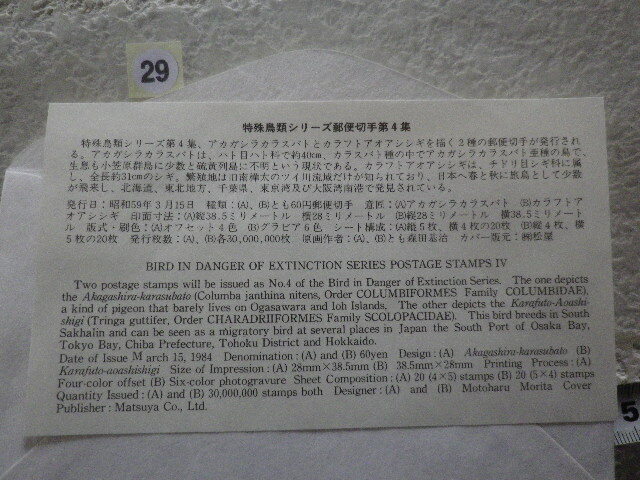 29
特殊鳥類シリーズ郵便切手第4集
特殊鳥類シリーズ第4集、アカガシラカラスバトとカラフトアオアシシギを描く2種の郵便切手が発行され
る。アカガシラカラスバトは、ハト目ハト科で約40cm、カラスバト種の中でアカガシラカラスバト亜種の鳥で、
生息も小笠原群島に少数と硫黄列島に不明という現状である。カラフトアオアシシギは、チドリ目シギ科に属
し、全長約31cmのシギ。繁殖地は旧南樺太のツイ川流域だけが知られており、日本へ春と秋に旅鳥として少数
が飛来し、北海道、東北地方、千葉県、東京湾及び大阪湾南港で発見されている。
発行日:昭和59年3月15日 種類:(A)、(B)とも60円郵便切手 意匠:(A)アカガシラカラスバト(B)カラフトア
オアシシギ 印面寸法:(A)縦38.5ミリメートル 横28ミリメートル (B)縦28ミリメートル 横38.5ミリメート
ル 版式・刷色:(A)オフセット4色 (B)グラビア6色 シート構成:(A)縦5枚、横4枚の20枚 (B)縦4枚、横
5枚の20枚 発行枚数:(A)、(B)各30,000,000枚 原画作者:(A)、(B)とも森田基治 カバー版元:㈱松屋
BIRD IN DANGER OF EXTINCTION SERIES POSTAGE STAMPS IV
Two postage stamps will be issued as No.4 of the Bird in Danger of Extinction Series. The one depicts
the Akagashira-karasubato (Columba janthina nitens, Order COLUMBIFORMES Family COLUMBIDAE),
a kind of pigeon that barely lives on Ogasawara and Ioh Islands. The other depicts the Karafuto-Aoashi-
shigi (Tringa guttifer, Order CHARADRIIFORMES Family SCOLOPACIDAE). This bird breeds in South
Sakhalin and can be seen as a migratory bird at several places in Japan the South Port of Osaka Bay,
Tokyo Bay, Chiba Prefecture, Tohoku District and Hokkaido.
Date of Issue March 15, 1984 Denomination: (A) and (B) 60yen Design: (A) Akagashira-karasubato (B)
Karafuto-aoashishigi Size of Impression: (A) 28mm×38.5mm (B) 38.5mm×28mm Printing Process: (A)
Four-color offset (B) Six-color photogravure Sheet Composition: (A) 20 (4×5) stamps (B) 20 (5×4) stamps
Quantity Issued: (A) and (B) 30,000,000 stamps both Designer: (A) and (B) Motoharu Morita Cover
Publisher: Matsuya Co., Ltd.
5